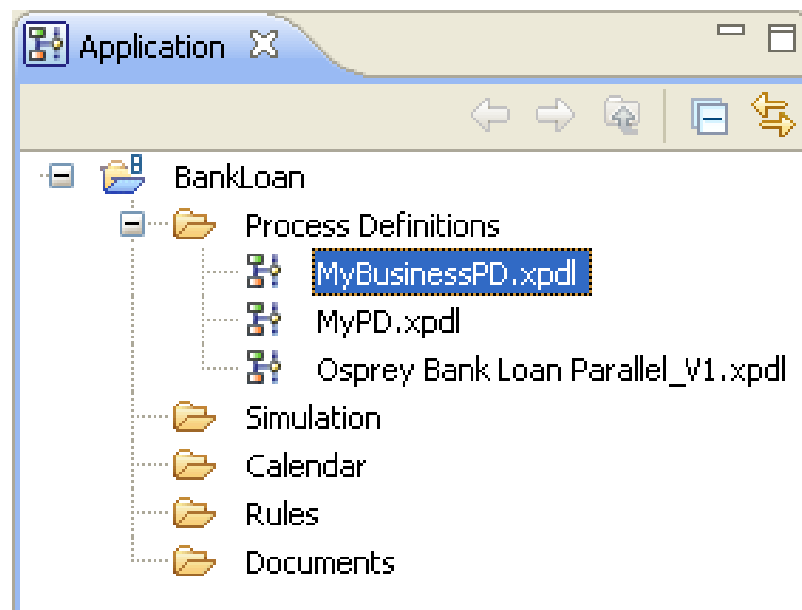 Application
BankLoan
Process Definitions
MyBusinessPD.xpdl
MyPD.xpdl
Osprey Bank Loan Parallel_V1.xpdl
Simulation
Calendar
Rules
Documents